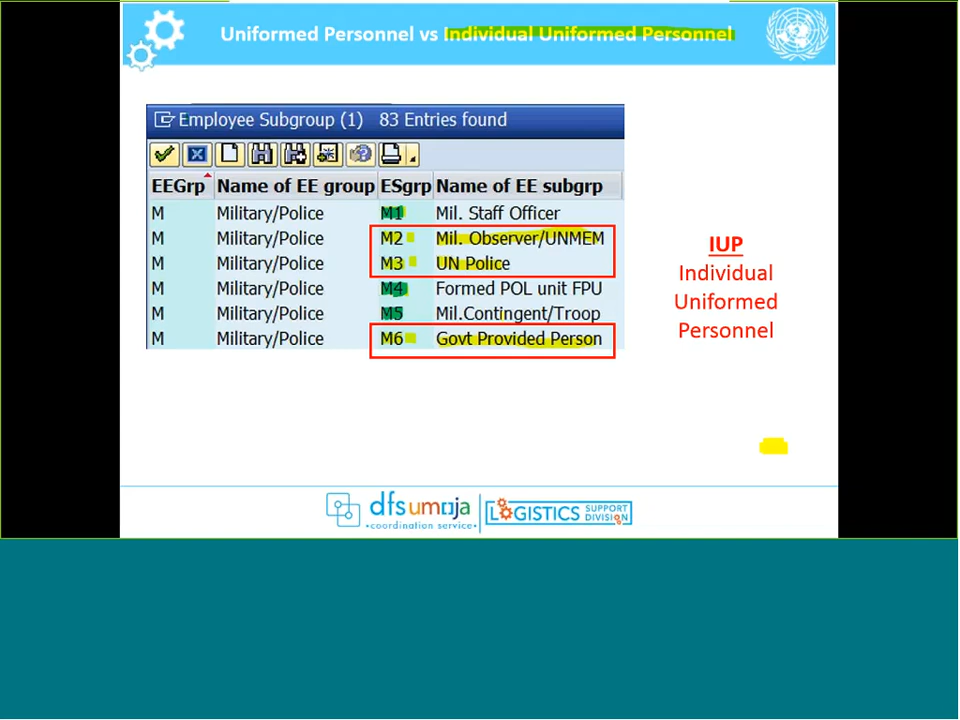 Uniformed Personnel vs Individual Uniformed Personnel
Employee Subgroup (1) 83 Entries found
EEGrp Name of EE group ESgrp Name of EE subgrp
M Military/Police M1 Mil. Staff Officer
M Military/Police M2 Mil. Observer/UNMEM
M Military/Police M3 UN Police
M Military/Police M4 Formed POL unit FPU
M Military/Police M5 Mil.Contingent/Troop
M Military/Police M6 Govt Provided Person
IUP
Individual
Uniformed
Personnel
dfsumoja
•coordination service•
LOGISTICS SUPPORT DIVISION